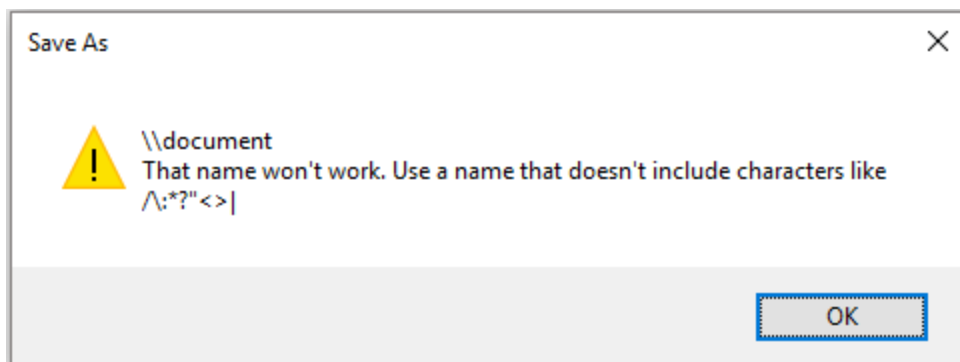 Save As
\\document
That name won't work. Use a name that doesn't include characters like
/\:*?"<>|
OK